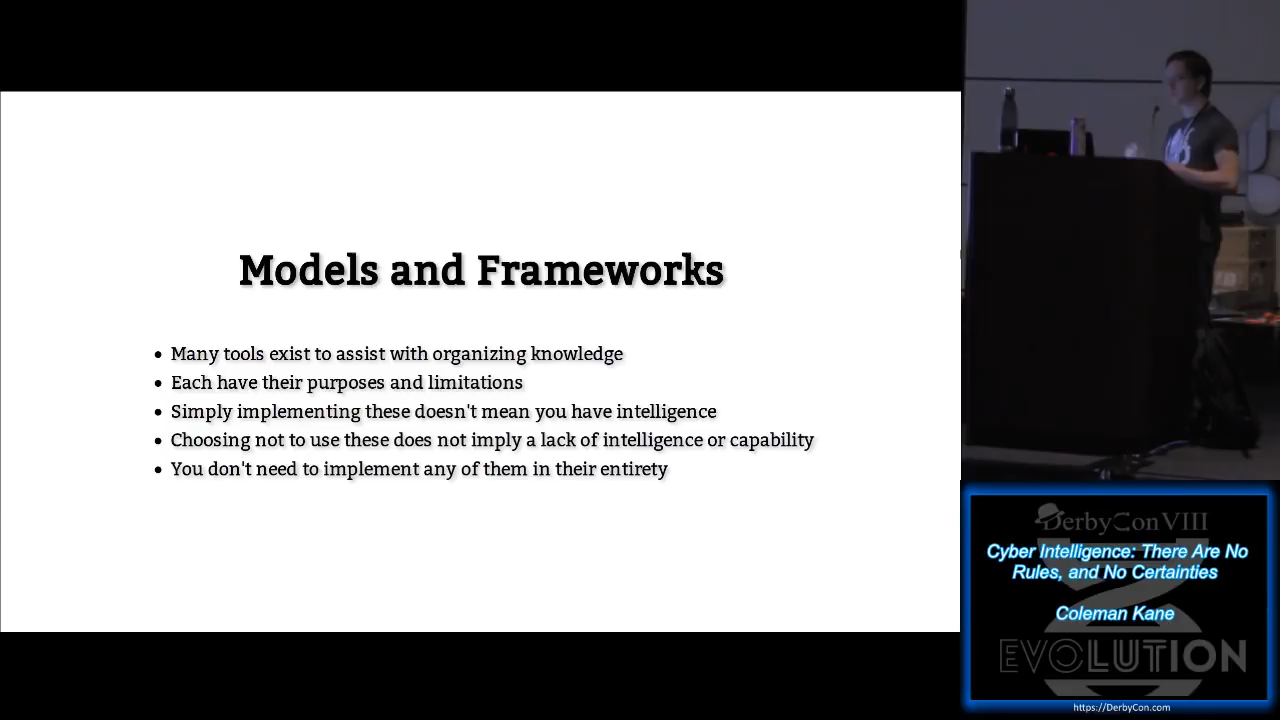 Models and Frameworks
Many tools exist to assist with organizing knowledge
Each have their purposes and limitations
Simply implementing these doesn't mean you have intelligence
Choosing not to use these does not imply a lack of intelligence or capability
You don't need to implement any of them in their entirety
DerbyCon VIII
Cyber Intelligence: There Are No
Rules, and No Certainties
Coleman Kane
EVOLUTION
https://DerbyCon.com